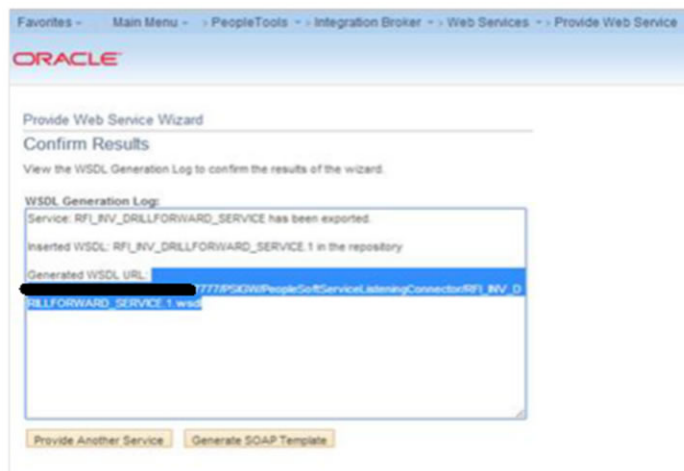 Favorites Main Menu > PeopleTools > Integration Broker > Web Services > Provide Web Service
ORACLE
Provide Web Service Wizard
Confirm Results
View the WSDL Generation Log to confirm the results of the wizard.
WSDL Generation Log:
Service: RFI_INV_DRILLFORWARD_SERVICE has been exported.
Inserted WSDL: RFI_INV_DRILLFORWARD_SERVICE.1 in the repository
Generated WSDL URL:
7777/PSIGW/PeopleSoftServiceListeningConnector/RFI_INV_D
RILLFORWARD_SERVICE.1.wsdl
Provide Another Service Generate SOAP Template